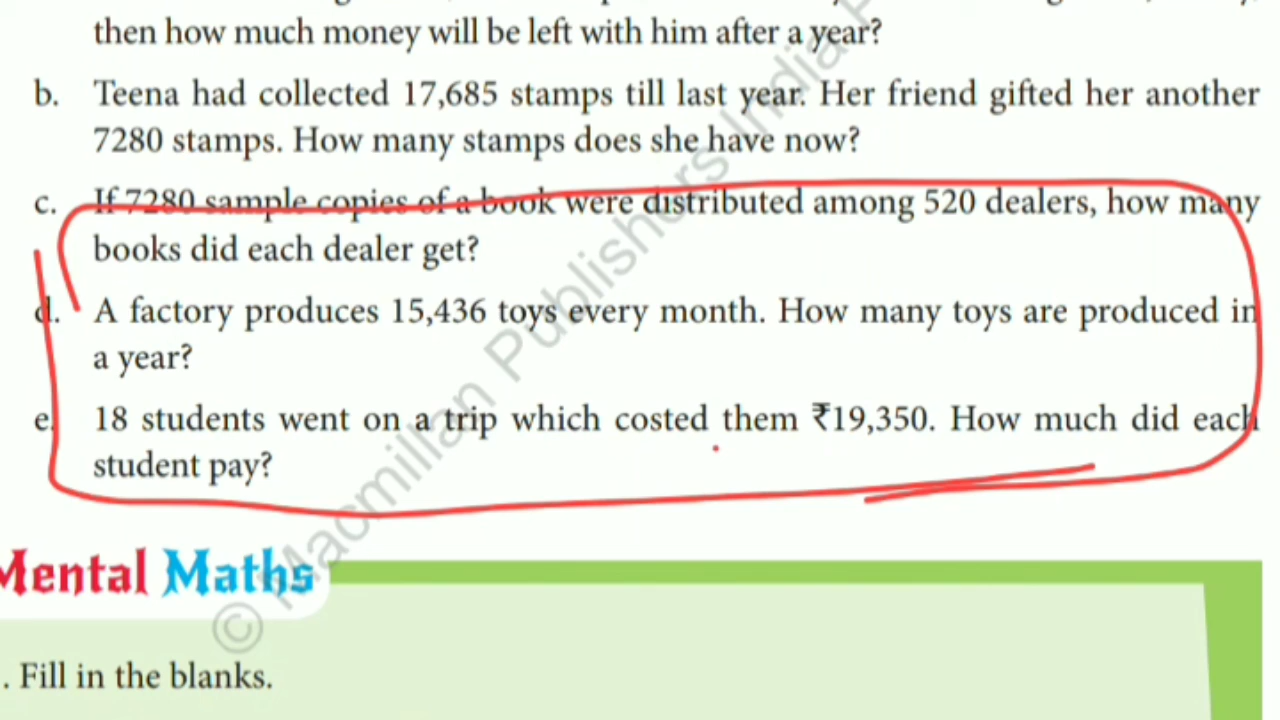 then how much money will be left with him after a year?
b. Teena had collected 17,685 stamps till last year. Her friend gifted her another
7280 stamps. How many stamps does she have now?
c. If 7280 sample copies of a book were distributed among 520 dealers, how many
books did each dealer get?
d. A factory produces 15,436 toys every month. How many toys are produced in
a year?
e. 18 students went on a trip which costed them ₹19,350. How much did each
student pay?
© Macmillan Publishers India
Mental Maths
. Fill in the blanks.